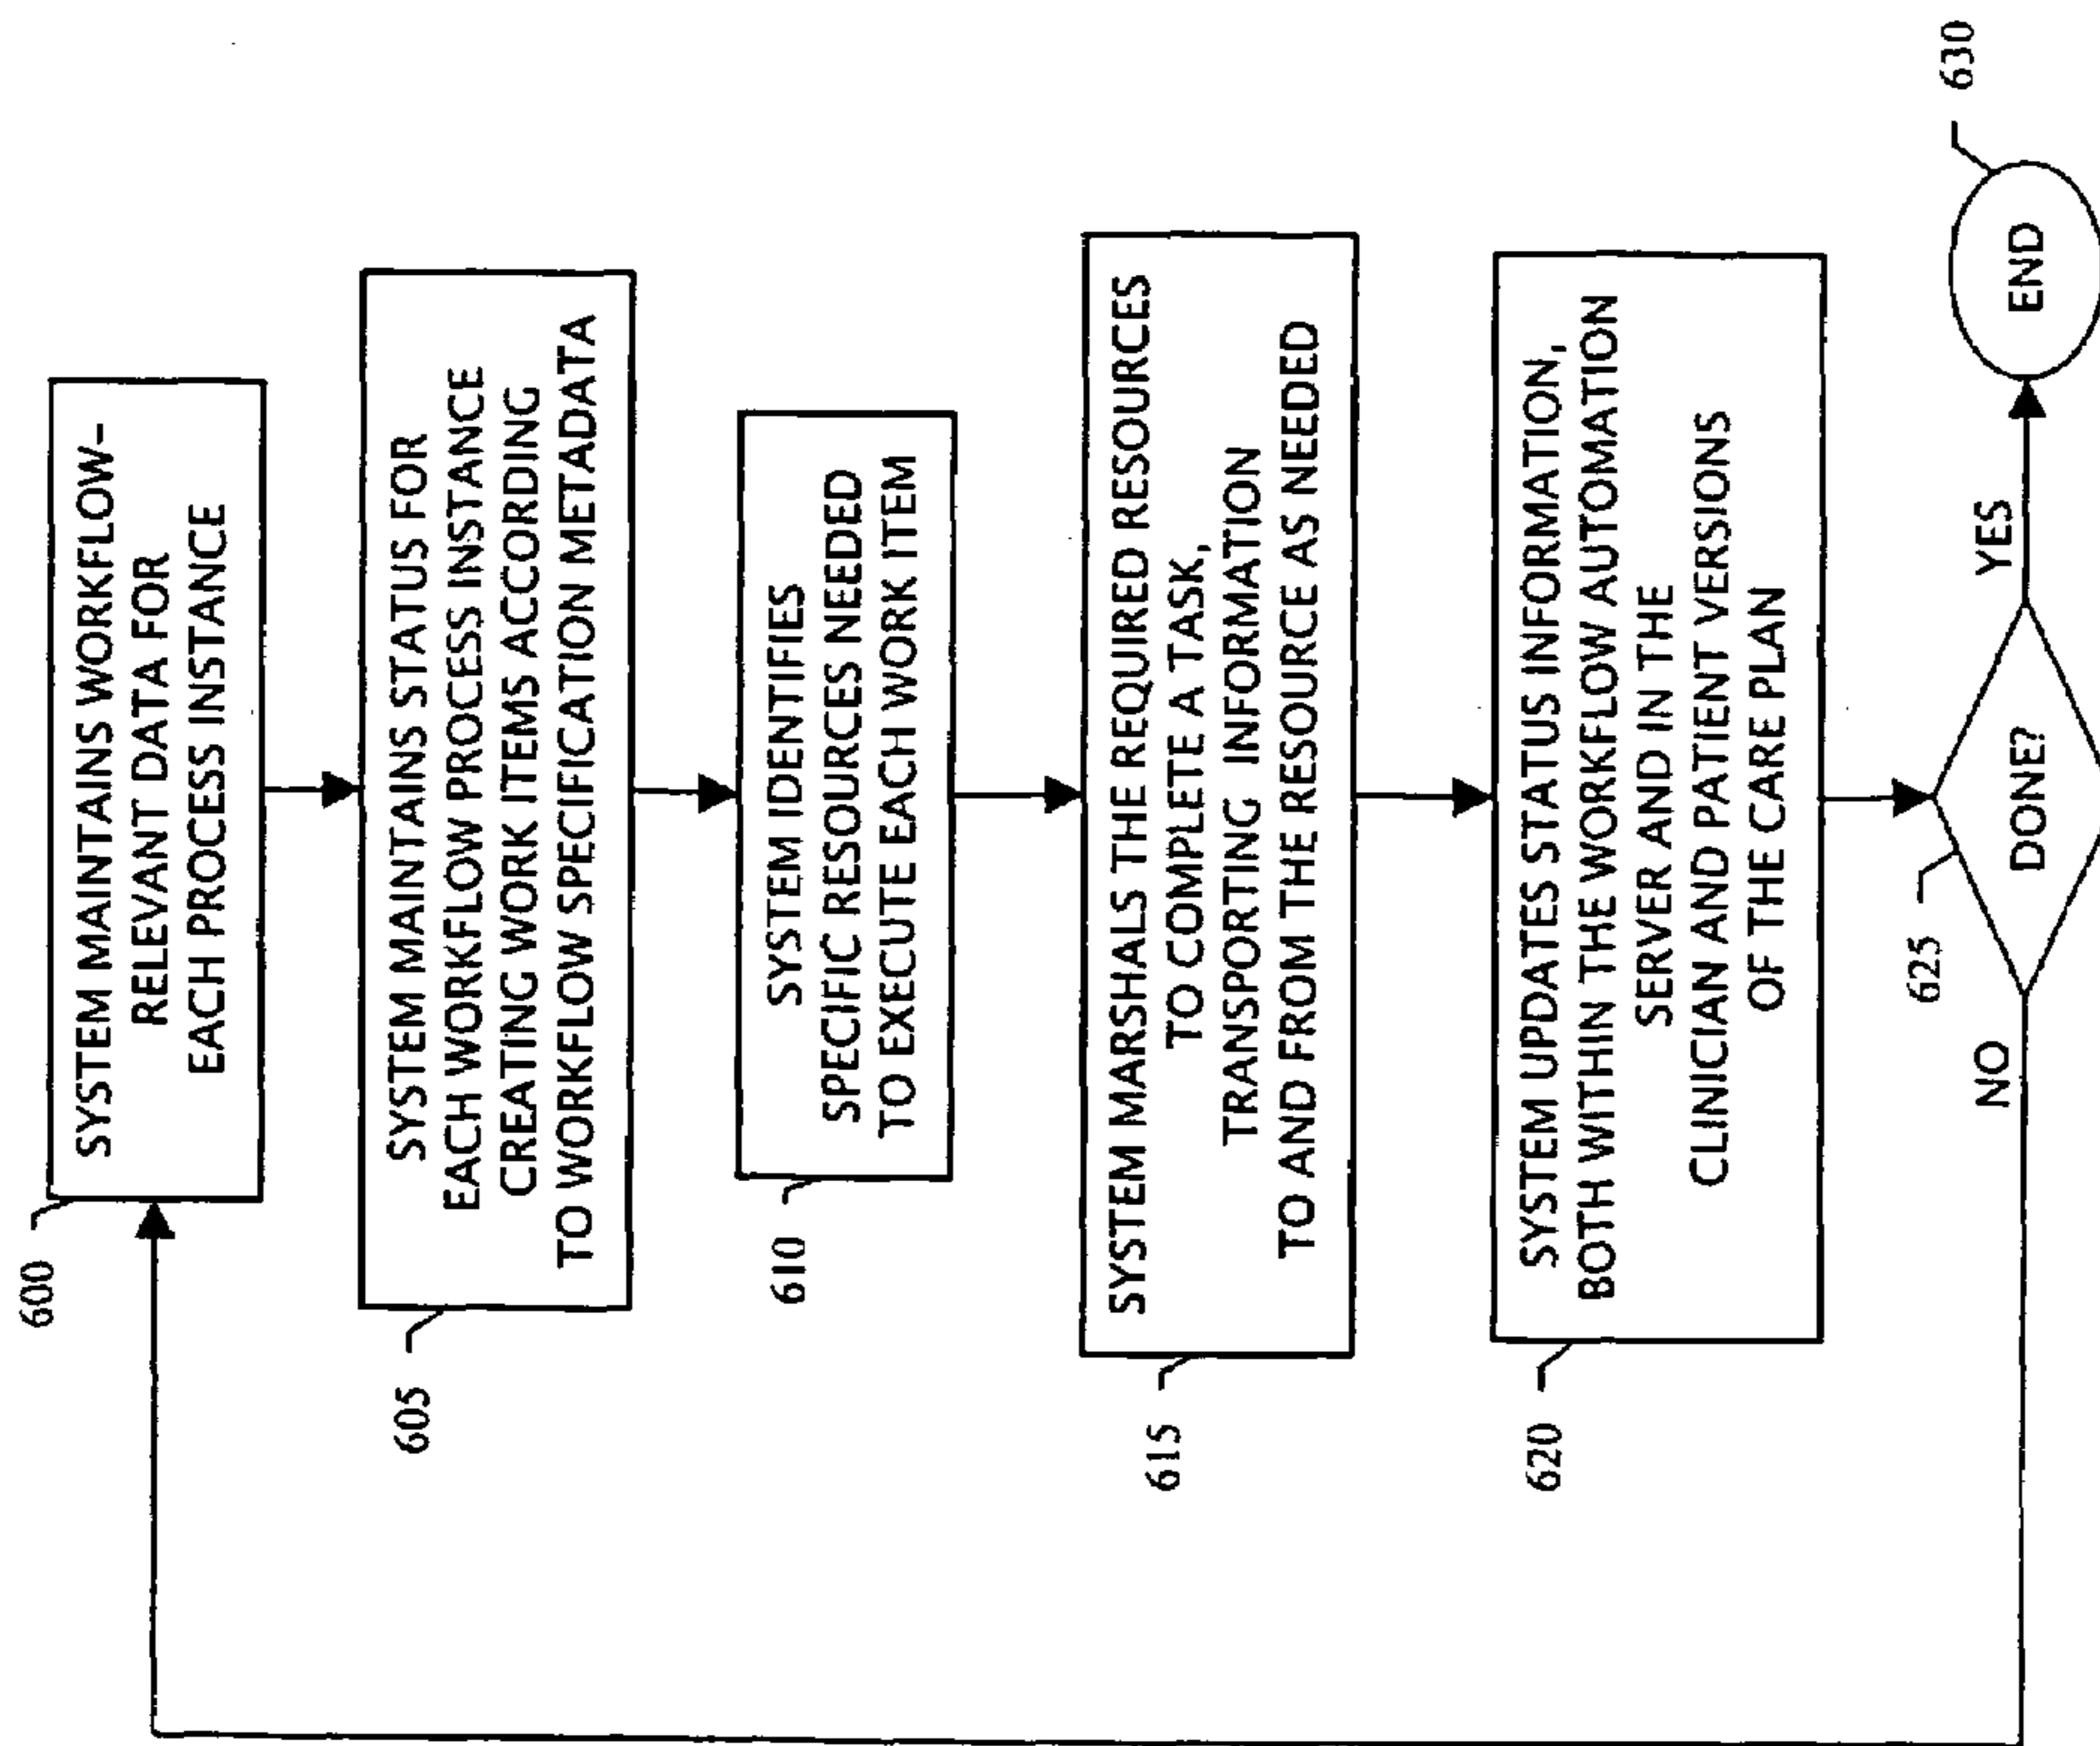 600
SYSTEM MAINTAINS WORKFLOW-
RELEVANT DATA FOR
EACH PROCESS INSTANCE
605
SYSTEM MAINTAINS STATUS FOR
EACH WORKFLOW PROCESS INSTANCE
CREATING WORK ITEMS ACCORDING
TO WORKFLOW SPECIFICATION METADATA
610
SYSTEM IDENTIFIES
SPECIFIC RESOURCES NEEDED
TO EXECUTE EACH WORK ITEM
615
SYSTEM MARSHALS THE REQUIRED RESOURCES
TO COMPLETE A TASK,
TRANSPORTING INFORMATION
TO AND FROM THE RESOURCE AS NEEDED
620
SYSTEM UPDATES STATUS INFORMATION,
BOTH WITHIN THE WORKFLOW AUTOMATION
SERVER AND IN THE
CLINICIAN AND PATIENT VERSIONS
OF THE CARE PLAN
625
NO
DONE?
YES
END
630